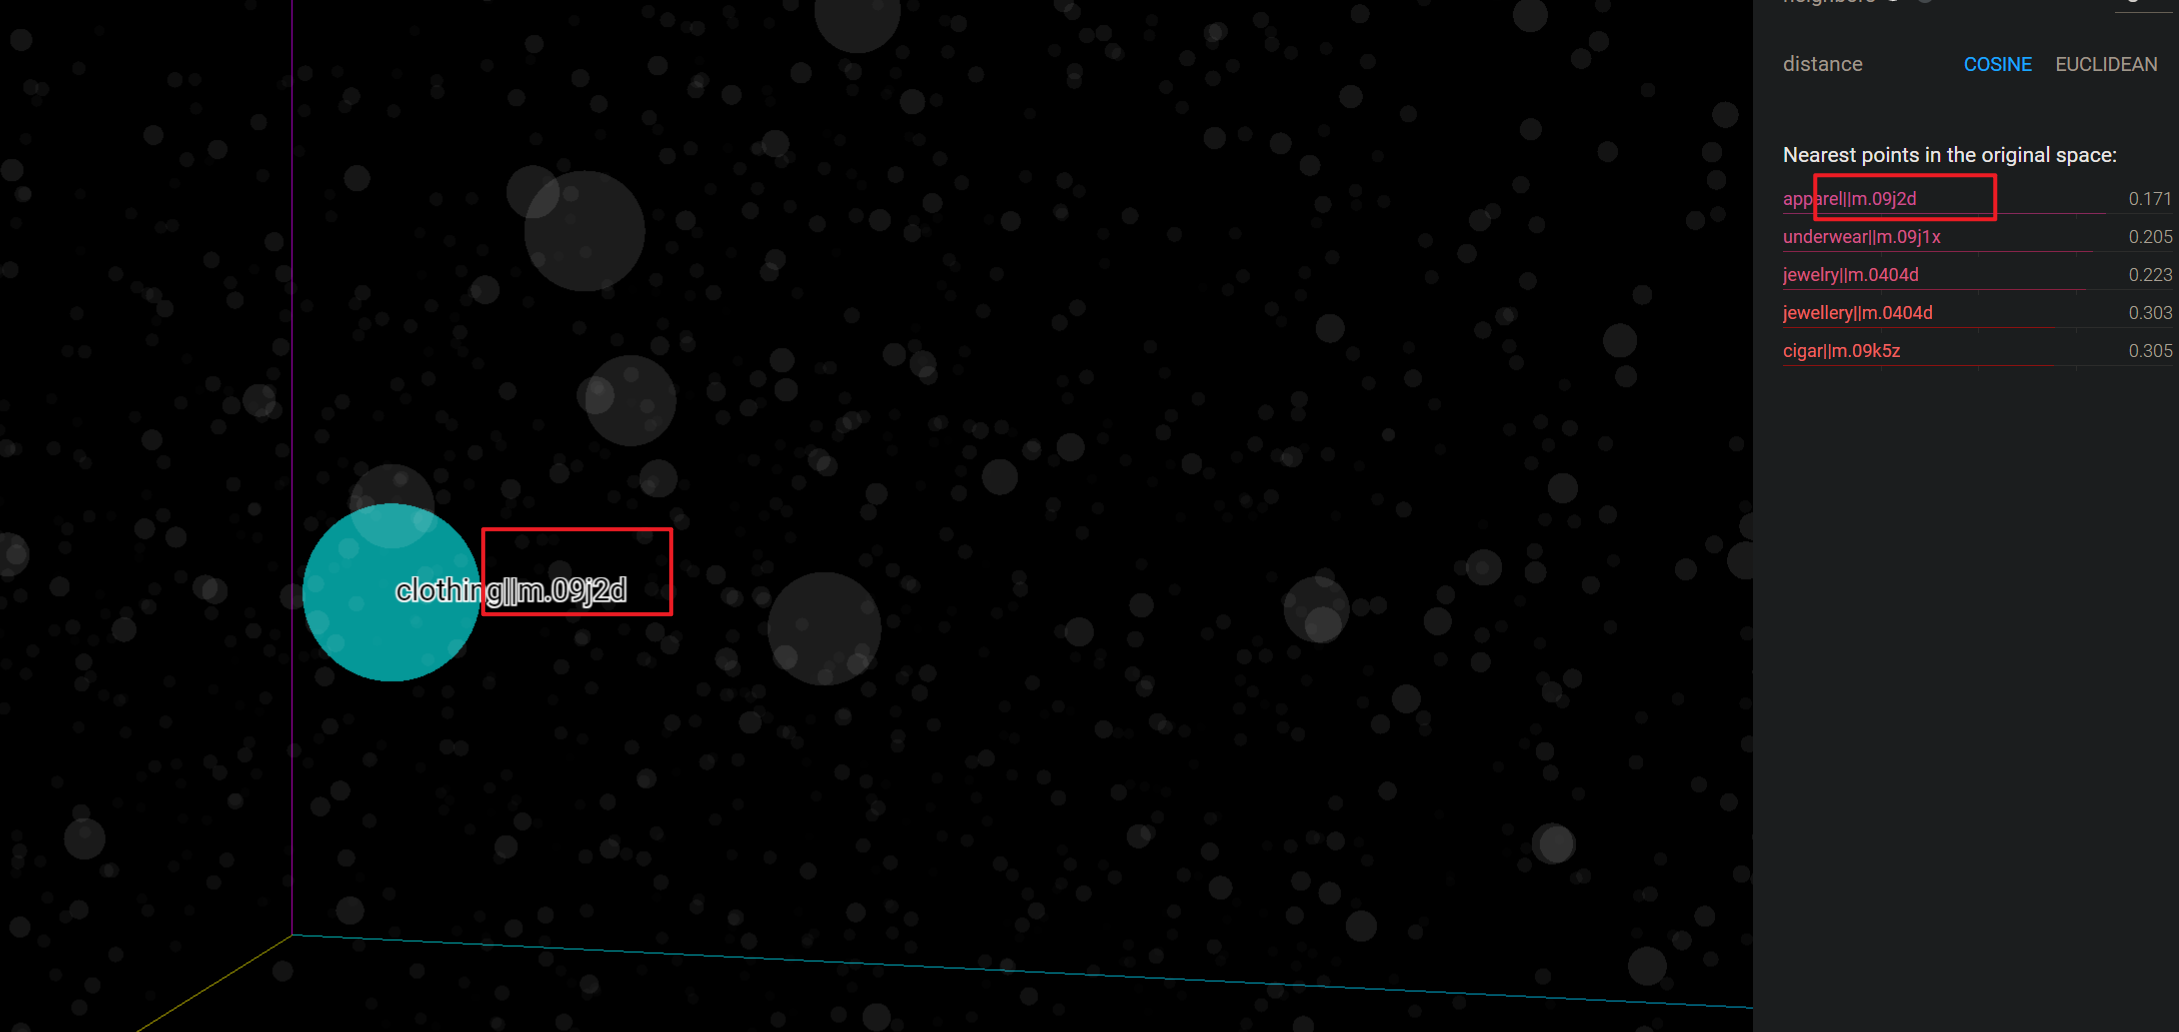 clothing||m.09j2d
distance COSINE EUCLIDEAN
Nearest points in the original space:
apparel||m.09j2d 0.171
underwear||m.09j1x 0.205
jewelry||m.0404d 0.223
jewellery||m.0404d 0.303
cigar||m.09k5z 0.305